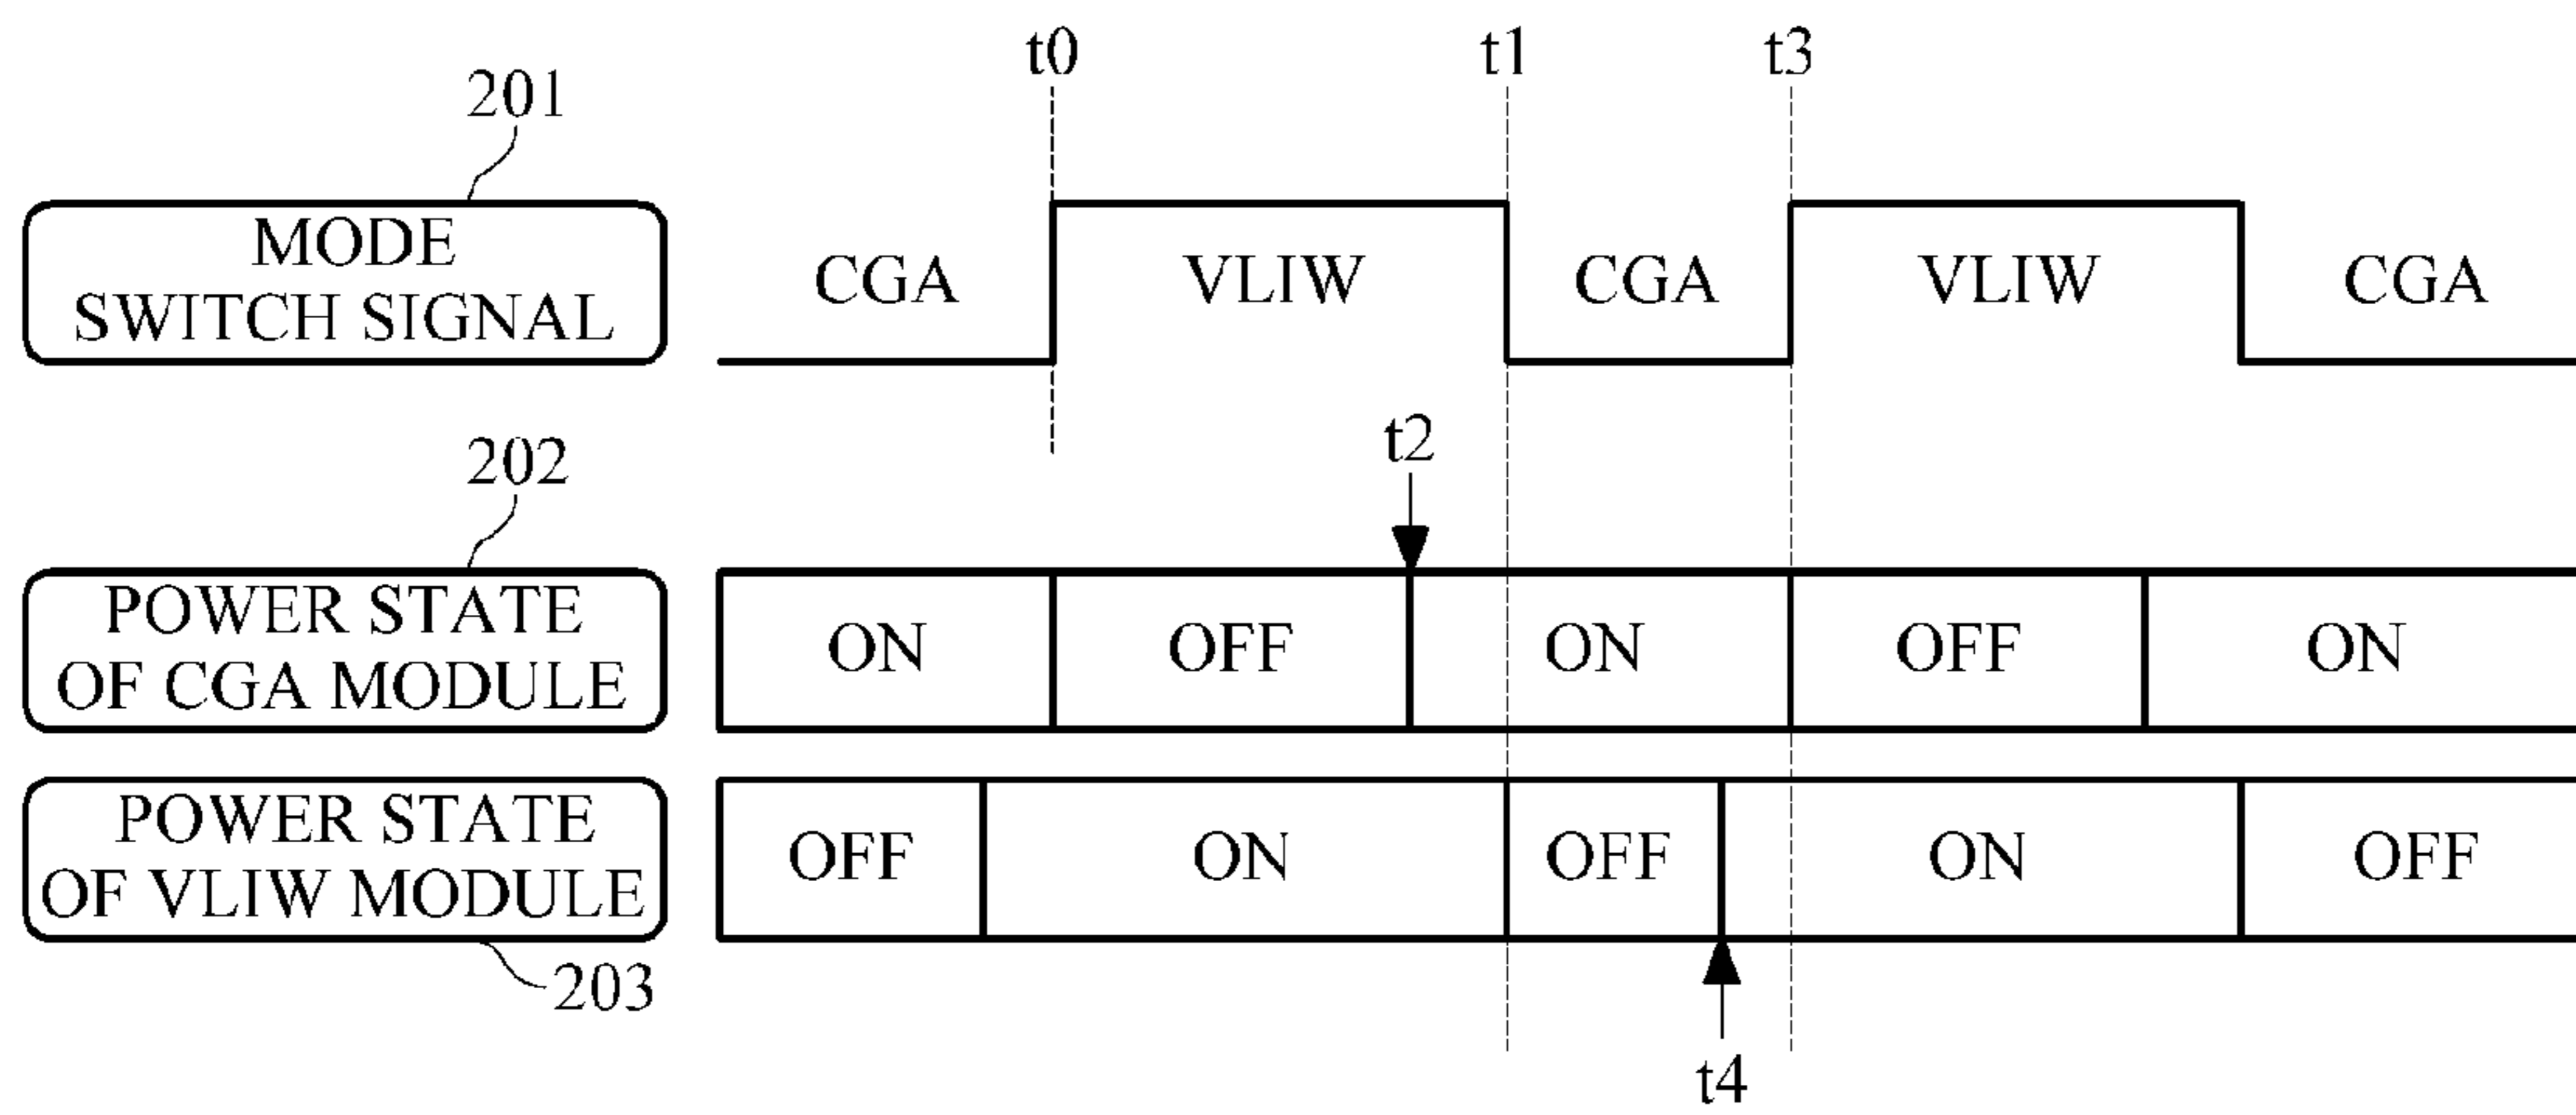 t0 t1 t3
201
MODE
SWITCH SIGNAL
CGA VLIW CGA VLIW CGA
t2
202
POWER STATE
OF CGA MODULE
ON OFF ON OFF ON
POWER STATE
OF VLIW MODULE
OFF ON OFF ON OFF
203
t4